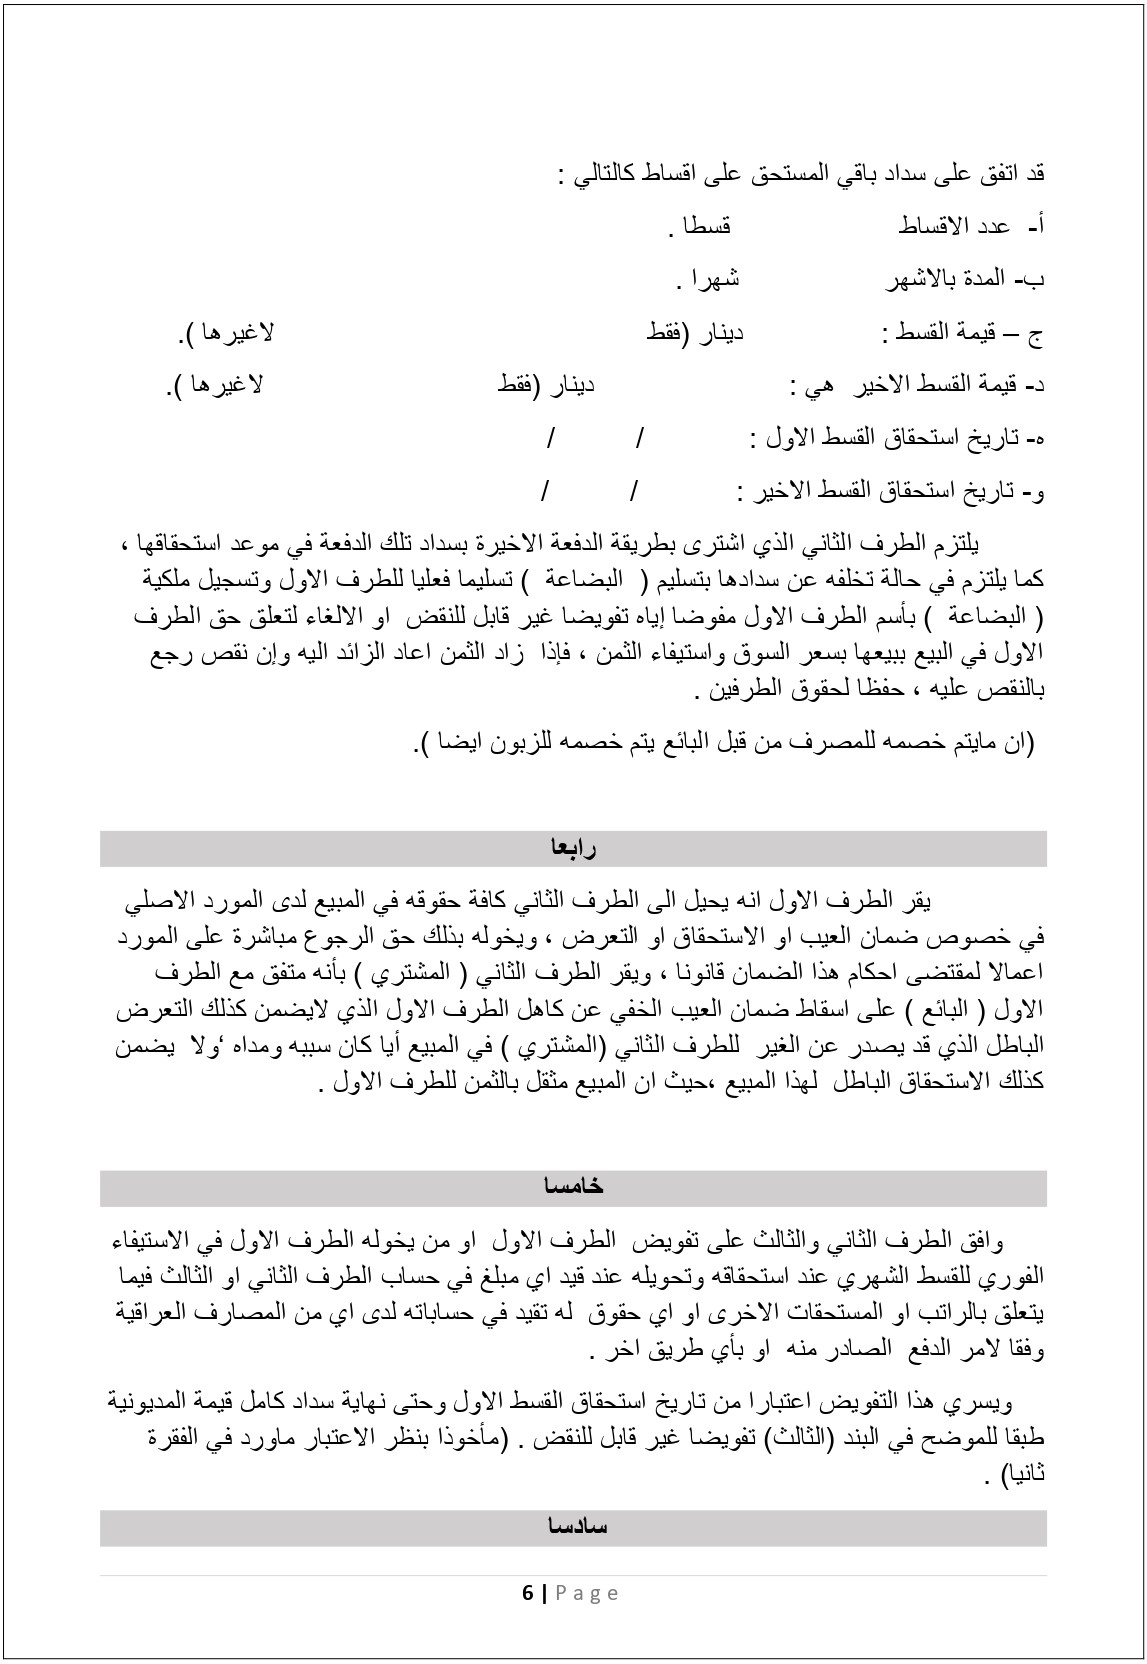 قد اتفق على سداد باقي المستحق على اقساط كالتالي :
أ- عدد الاقساط قسطا .
ب- المدة بالاشهر شهرا .
ج – قيمة القسط : دينار (فقط لاغيرها ).
د- قيمة القسط الاخير هي : دينار (فقط لاغيرها ).
ه- تاريخ استحقاق القسط الاول : / /
و- تاريخ استحقاق القسط الاخير : / /
يلتزم الطرف الثاني الذي اشترى بطريقة الدفعة الاخيرة بسداد تلك الدفعة في موعد استحقاقها ،
كما يلتزم في حالة تخلفه عن سدادها بتسليم ( البضاعة ) تسليما فعليا للطرف الاول وتسجيل ملكية
( البضاعة ) بأسم الطرف الاول مفوضا إياه تفويضا غير قابل للنقض او الالغاء لتعلق حق الطرف
الاول في البيع ببيعها بسعر السوق واستيفاء الثمن ، فإذا زاد الثمن اعاد الزائد اليه وإن نقص رجع
بالنقص عليه ، حفظا لحقوق الطرفين .
(ان مايتم خصمه للمصرف من قبل البائع يتم خصمه للزبون ايضا ).
رابعا
يقر الطرف الاول انه يحيل الى الطرف الثاني كافة حقوقه في المبيع لدى المورد الاصلي
في خصوص ضمان العيب او الاستحقاق او التعرض ، ويخوله بذلك حق الرجوع مباشرة على المورد
اعمالا لمقتضى احكام هذا الضمان قانونا ، ويقر الطرف الثاني ( المشتري ) بأنه متفق مع الطرف
الاول ( البائع ) على اسقاط ضمان العيب الخفي عن كاهل الطرف الاول الذي لايضمن كذلك التعرض
الباطل الذي قد يصدر عن الغير للطرف الثاني (المشتري ) في المبيع أيا كان سببه ومداه ‘ولا يضمن
كذلك الاستحقاق الباطل لهذا المبيع ،حيث ان المبيع مثقل بالثمن للطرف الاول .
خامسا
وافق الطرف الثاني والثالث على تفويض الطرف الاول او من يخوله الطرف الاول في الاستيفاء
الفوري للقسط الشهري عند استحقاقه وتحويله عند قيد اي مبلغ في حساب الطرف الثاني او الثالث فيما
يتعلق بالراتب او المستحقات الاخرى او اي حقوق له تقيد في حساباته لدى اي من المصارف العراقية
وفقا لامر الدفع الصادر منه او بأي طريق اخر .
ويسري هذا التفويض اعتبارا من تاريخ استحقاق القسط الاول وحتى نهاية سداد كامل قيمة المديونية
طبقا للموضح في البند (الثالث) تفويضا غير قابل للنقض . (مأخوذا بنظر الاعتبار ماورد في الفقرة
ثانيا) .
سادسا
6 | Page